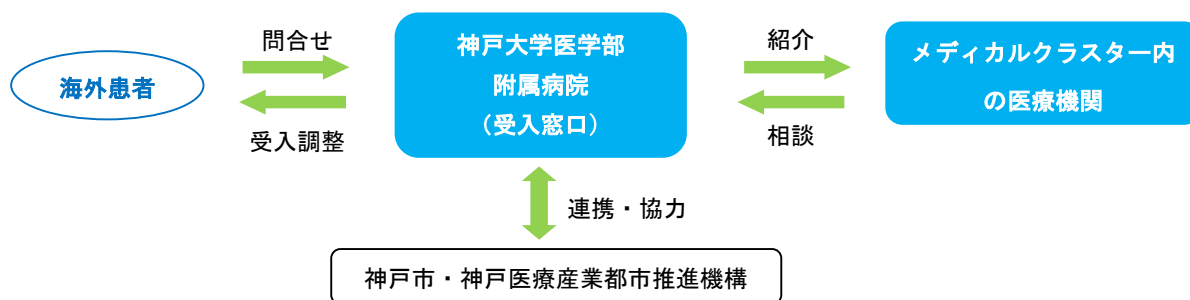 海外患者
問合せ
受入調整
神戸大学医学部
附属病院
（受入窓口）
紹介
相談
メディカルクラスター内
の医療機関
連携・協力
神戸市・神戸医療産業都市推進機構